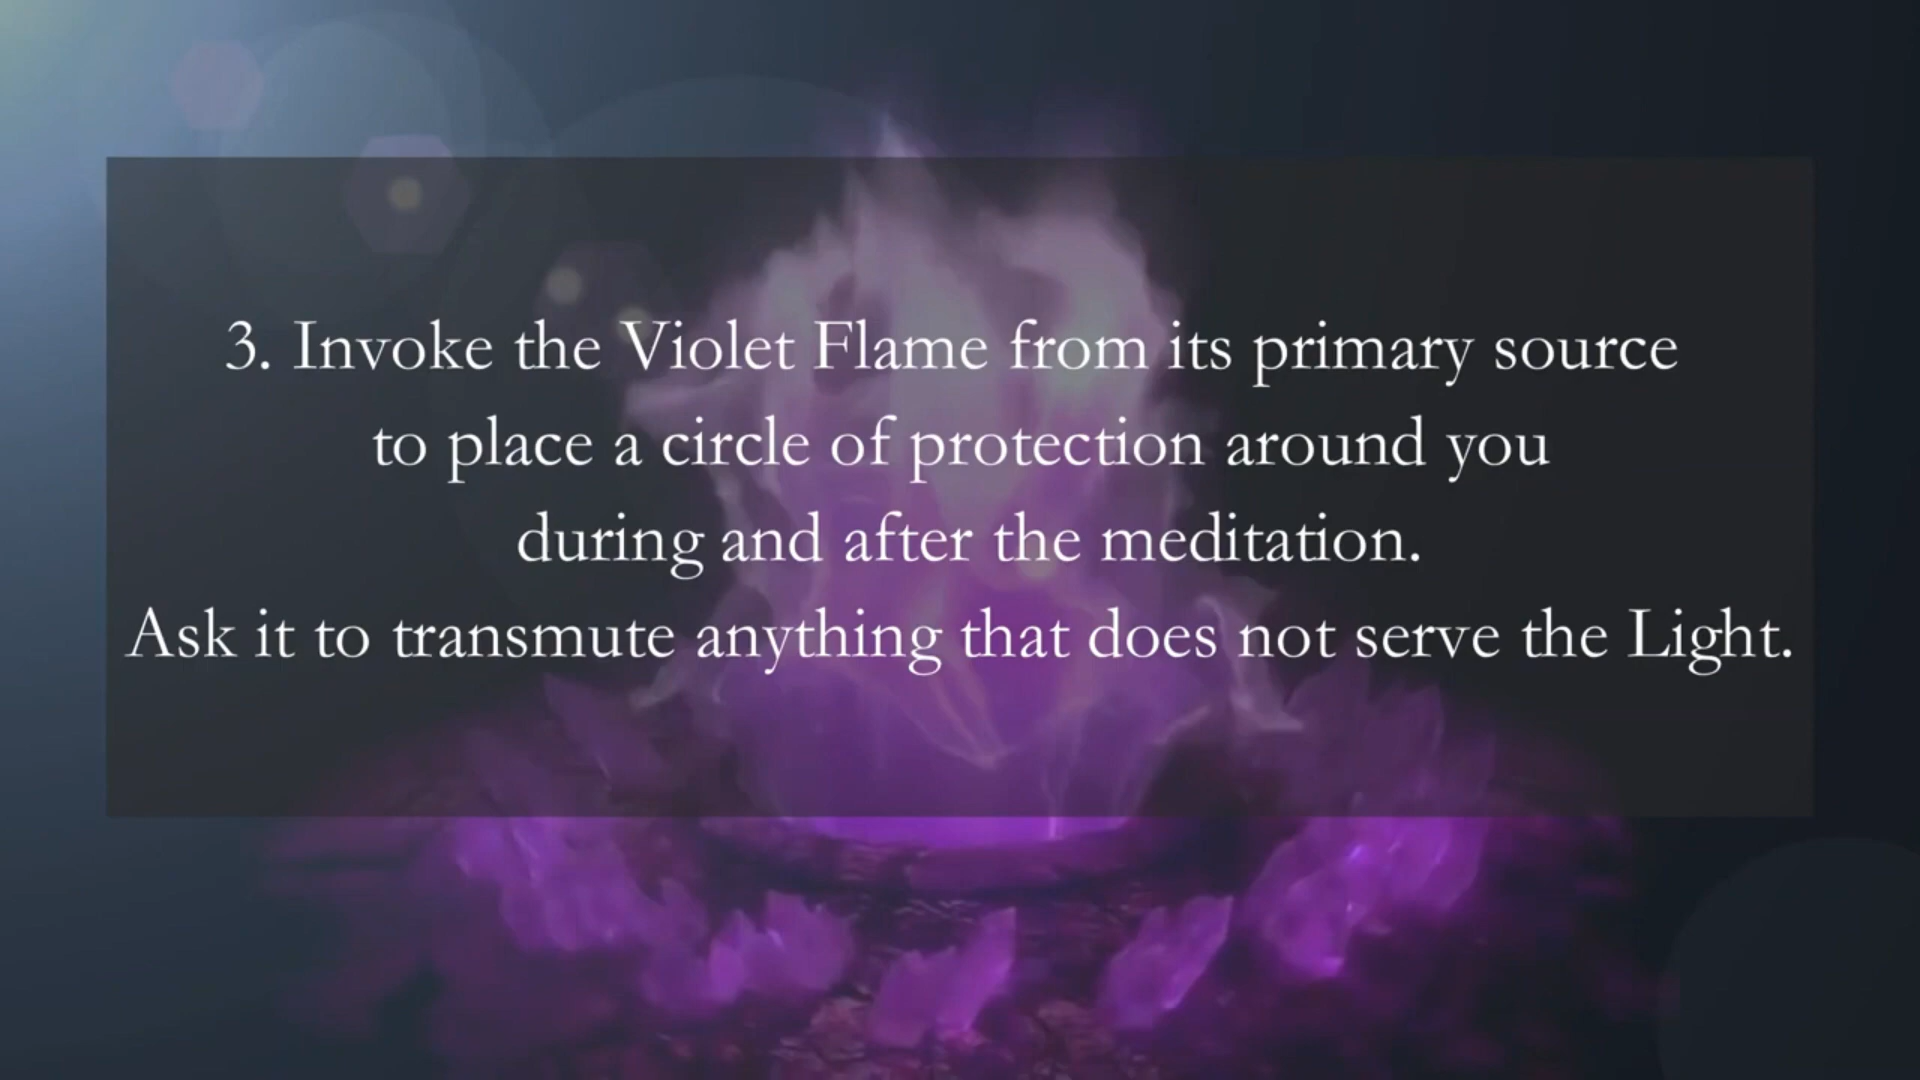 3. Invoke the Violet Flame from its primary source
to place a circle of protection around you
during and after the meditation.
Ask it to transmute anything that does not serve the Light.